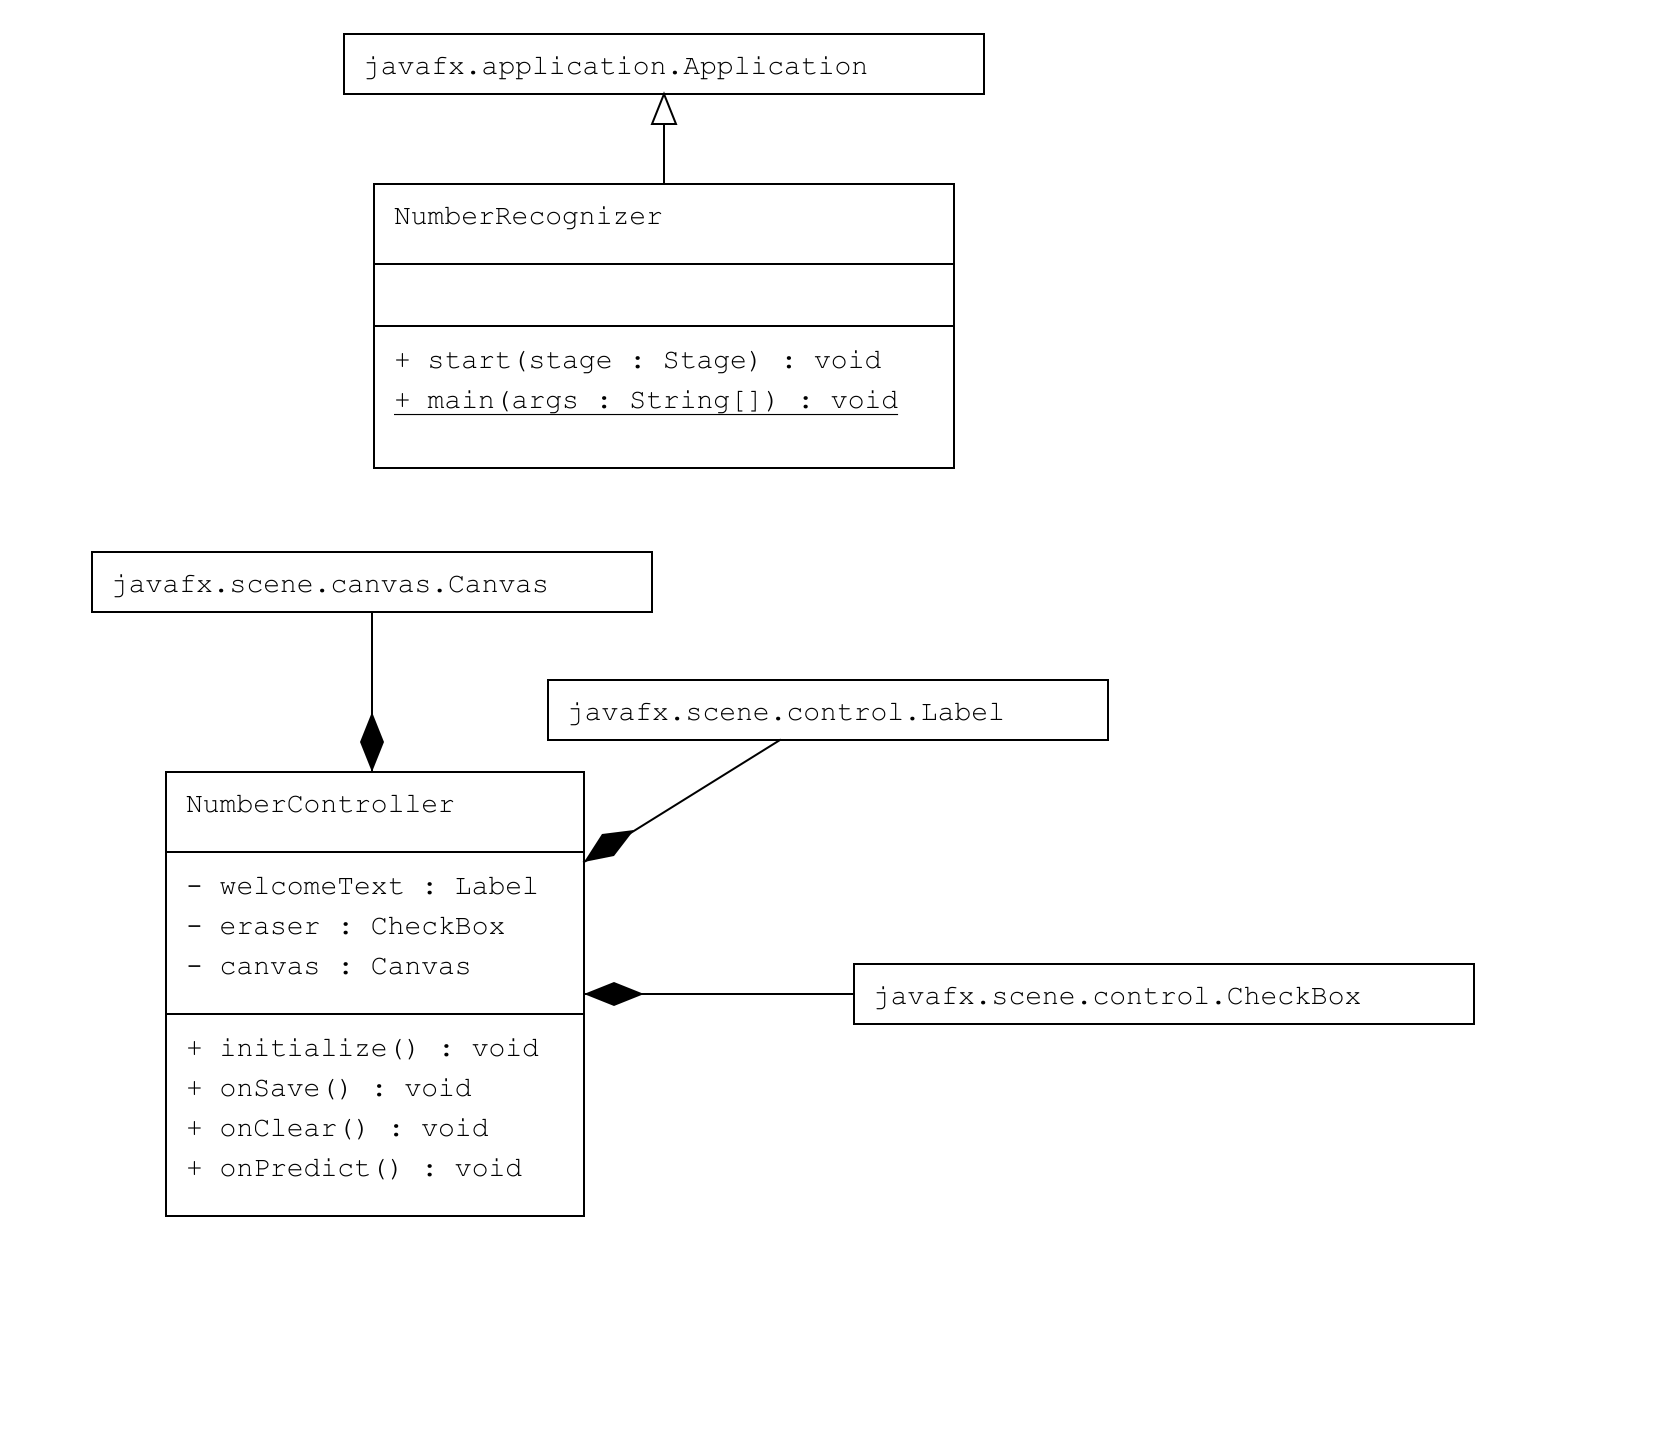 javafx.application.Application
NumberRecognizer
+ start(stage : Stage) : void
+ main(args : String[]) : void
javafx.scene.canvas.Canvas
javafx.scene.control.Label
NumberController
- welcomeText : Label
- eraser : CheckBox
- canvas : Canvas
javafx.scene.control.CheckBox
+ initialize() : void
+ onSave() : void
+ onClear() : void
+ onPredict() : void